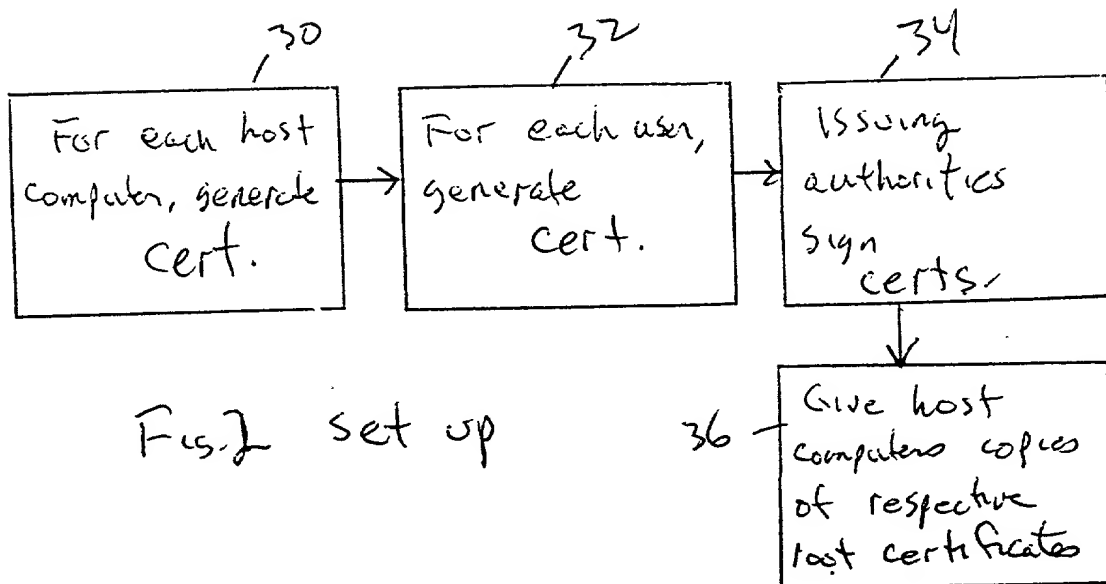 30
For each host
computer, generate
cert.
32
For each user,
generate
cert.
34
Issuing
authorities
sign
certs.
Fig.2 set up
36
Give host
computers copies
of respective
root certificates